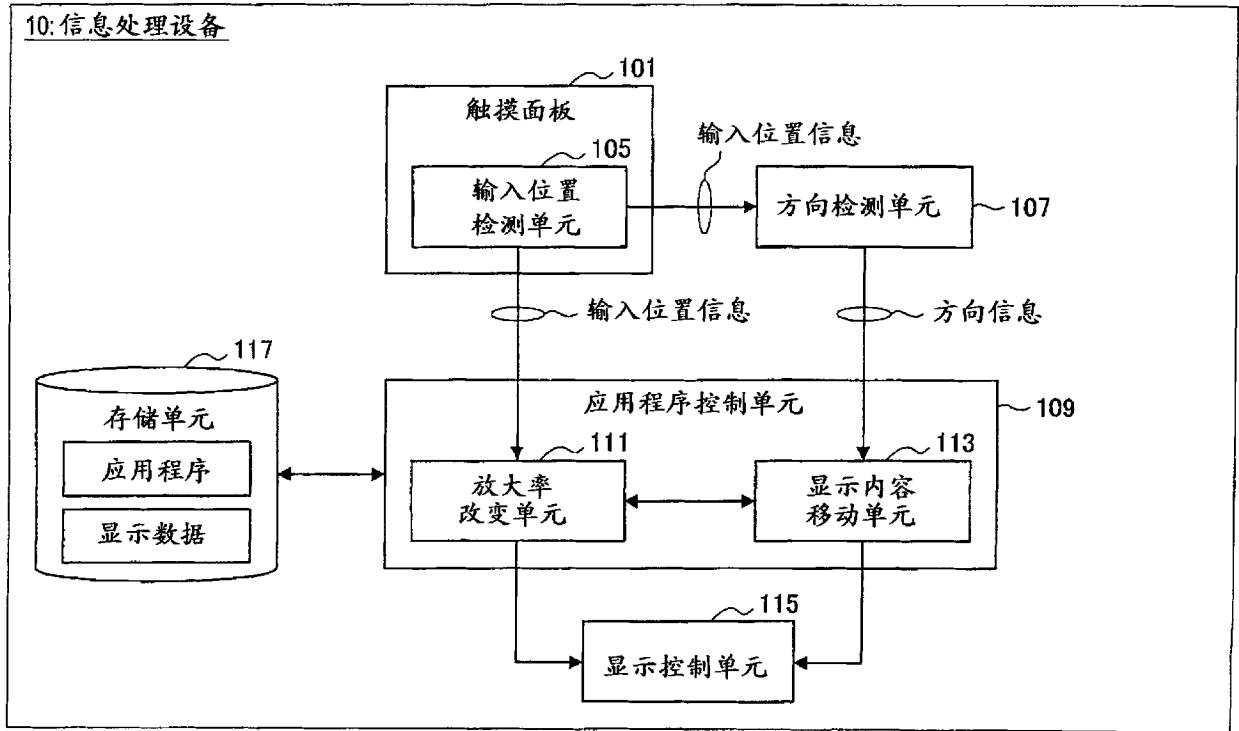 10:信息处理设备
101
触摸面板
105
输入位置
检测单元
输入位置信息
方向检测单元
107
输入位置信息
方向信息
117
存储单元
应用程序
显示数据
应用程序控制单元
109
111
放大率
改变单元
113
显示内容
移动单元
115
显示控制单元